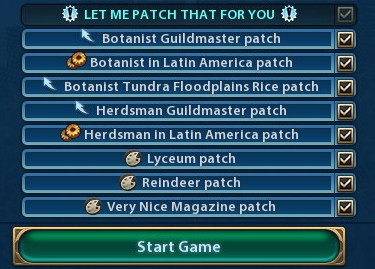 LET ME PATCH THAT FOR YOU
Botanist Guildmaster patch
Botanist in Latin America patch
Botanist Tundra Floodplains Rice patch
Herdsman Guildmaster patch
Herdsman in Latin America patch
Lyceum patch
Reindeer patch
Very Nice Magazine patch
Start Game